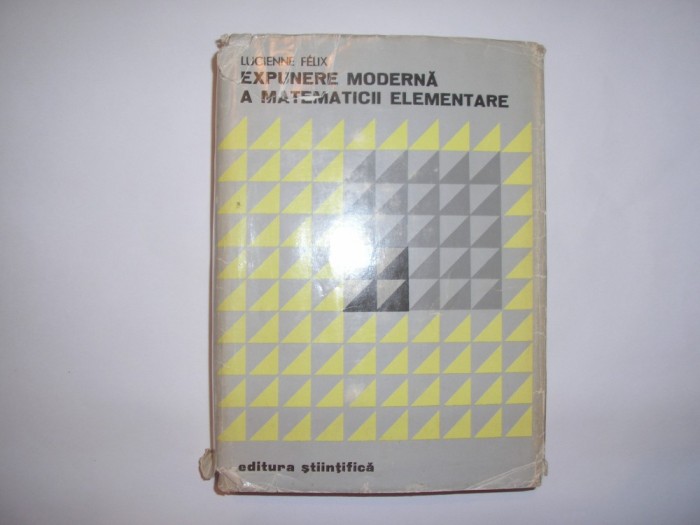 LUCIENNE FÉLIX
EXPUNERE MODERNĂ
A MATEMATICII ELEMENTARE
editura ştiinţifică